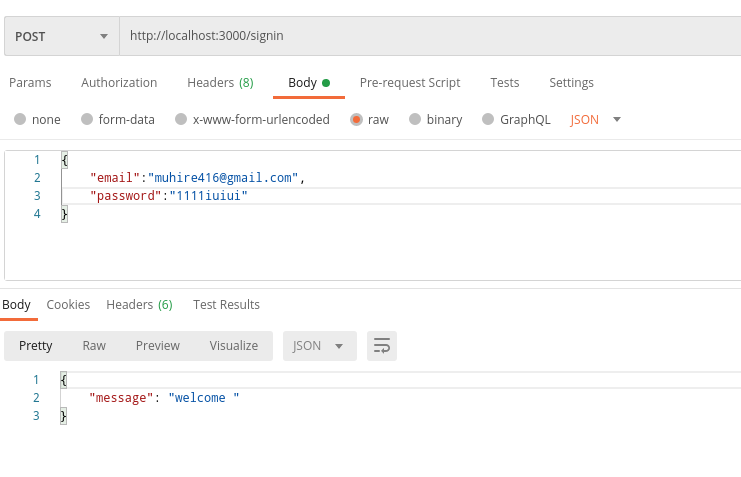 POST http://localhost:3000/signin
Params Authorization Headers (8) Body Pre-request Script Tests Settings
none form-data x-www-form-urlencoded raw binary GraphQL JSON
1 {
2 "email":"muhire416@gmail.com",
3 "password":"1111iuiui"
4 }
Body Cookies Headers (6) Test Results
Pretty Raw Preview Visualize JSON
1 {
2 "message": "welcome "
3 }